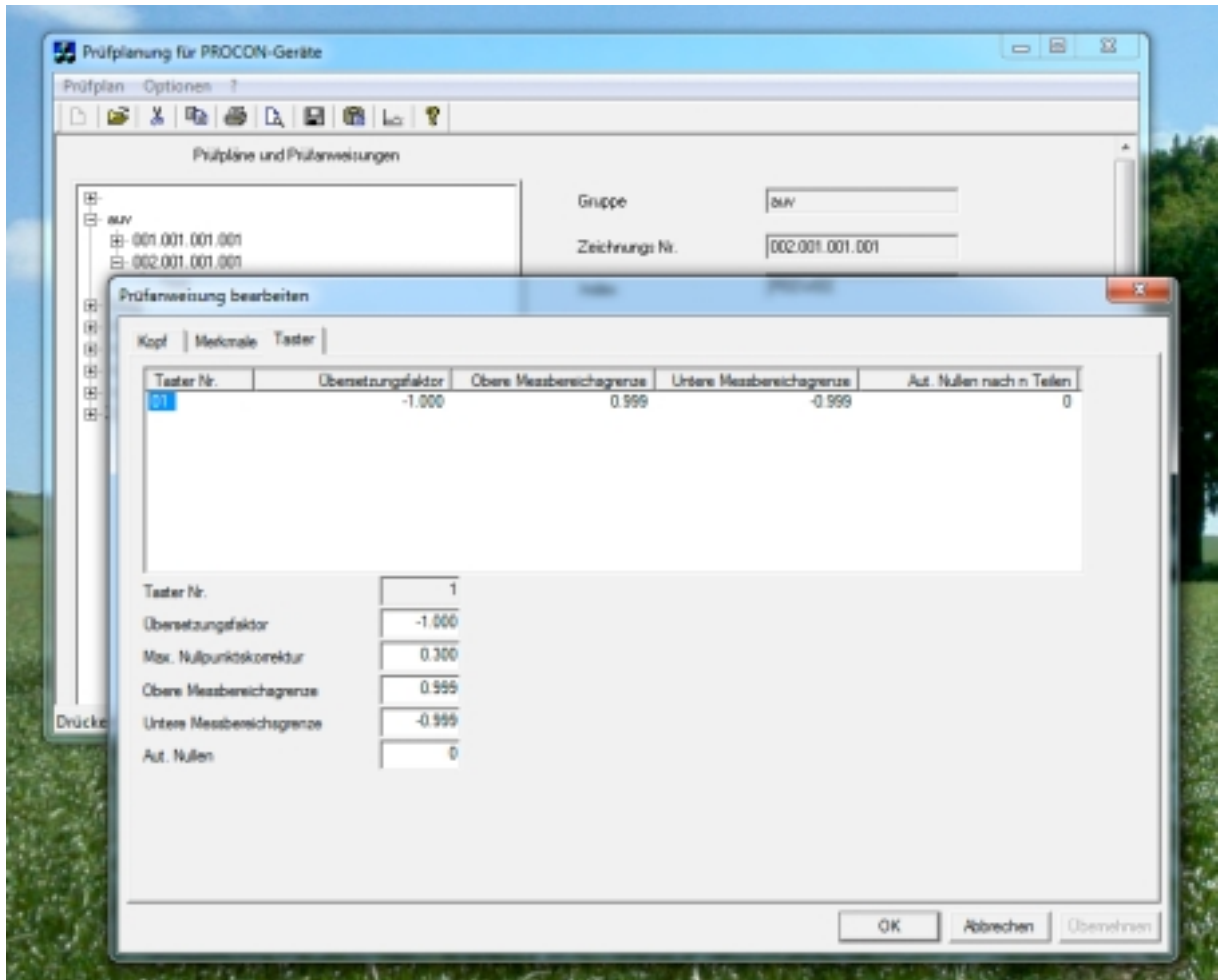 Prüfplanung für PROCON-Geräte
Prüfplan Optionen ?
Prüfpläne und Prüfanweisungen
auv
001.001.001.001
002.001.001.001
Gruppe auv
Zeichnungs Nr. 002.001.001.001
Prüfanweisung bearbeiten
Kopf Merkmale Taster
Taster Nr. Übersetzungsfaktor Obere Messbereichsgrenze Untere Messbereichsgrenze Aut. Nullen nach n Teilen
01 -1.000 0.999 -0.999 0
Taster Nr. 1
Übersetzungsfaktor -1.000
Max. Nullpunktskorrektur 0.300
Obere Messbereichsgrenze 0.999
Untere Messbereichsgrenze -0.999
Aut. Nullen 0
Drücke
OK Abbrechen Übernehmen